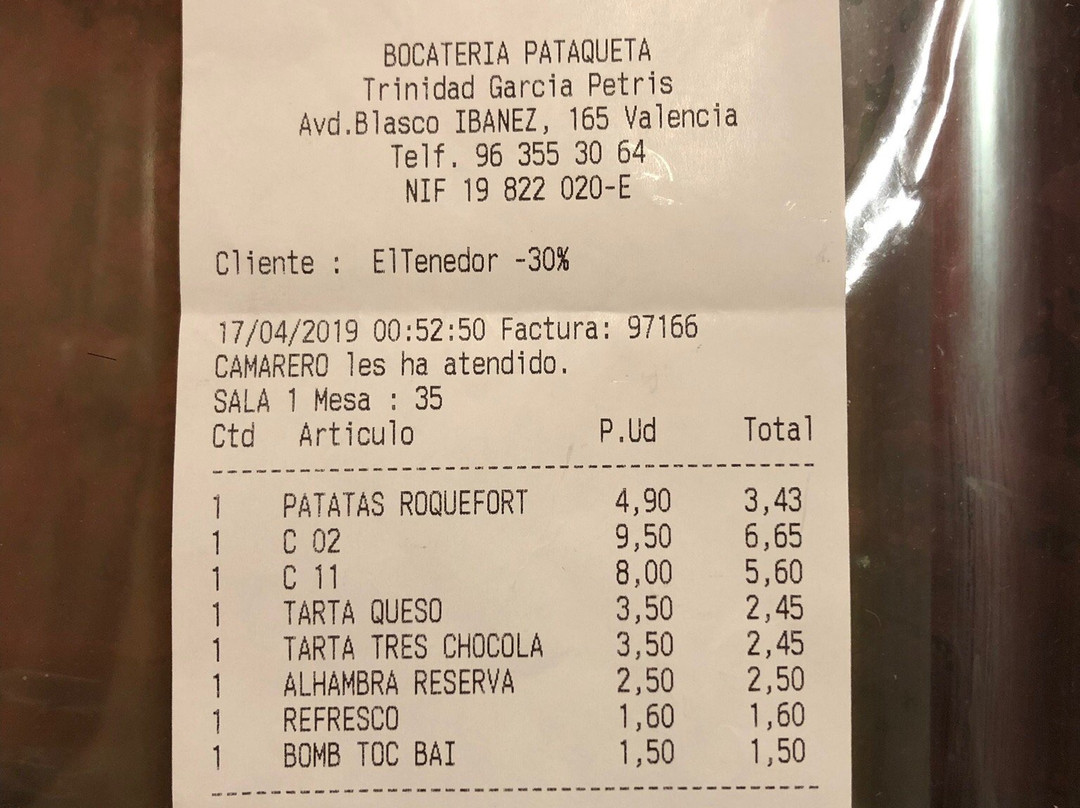 BOCATERIA PATAQUETA
Trinidad Garcia Petris
Avd.Blasco IBANEZ, 165 Valencia
Telf. 96 355 30 64
NIF 19 822 020-E
Cliente : ElTenedor -30%
17/04/2019 00:52:50 Factura: 97166
CAMARERO les ha atendido.
SALA 1 Mesa : 35
Ctd Articulo P.Ud Total
1 PATATAS ROQUEFORT 4,90 3,43
1 C 02 9,50 6,65
1 C 11 8,00 5,60
1 TARTA QUESO 3,50 2,45
1 TARTA TRES CHOCOLA 3,50 2,45
1 ALHAMBRA RESERVA 2,50 2,50
1 REFRESCO 1,60 1,60
1 BOMB TOC BAI 1,50 1,50